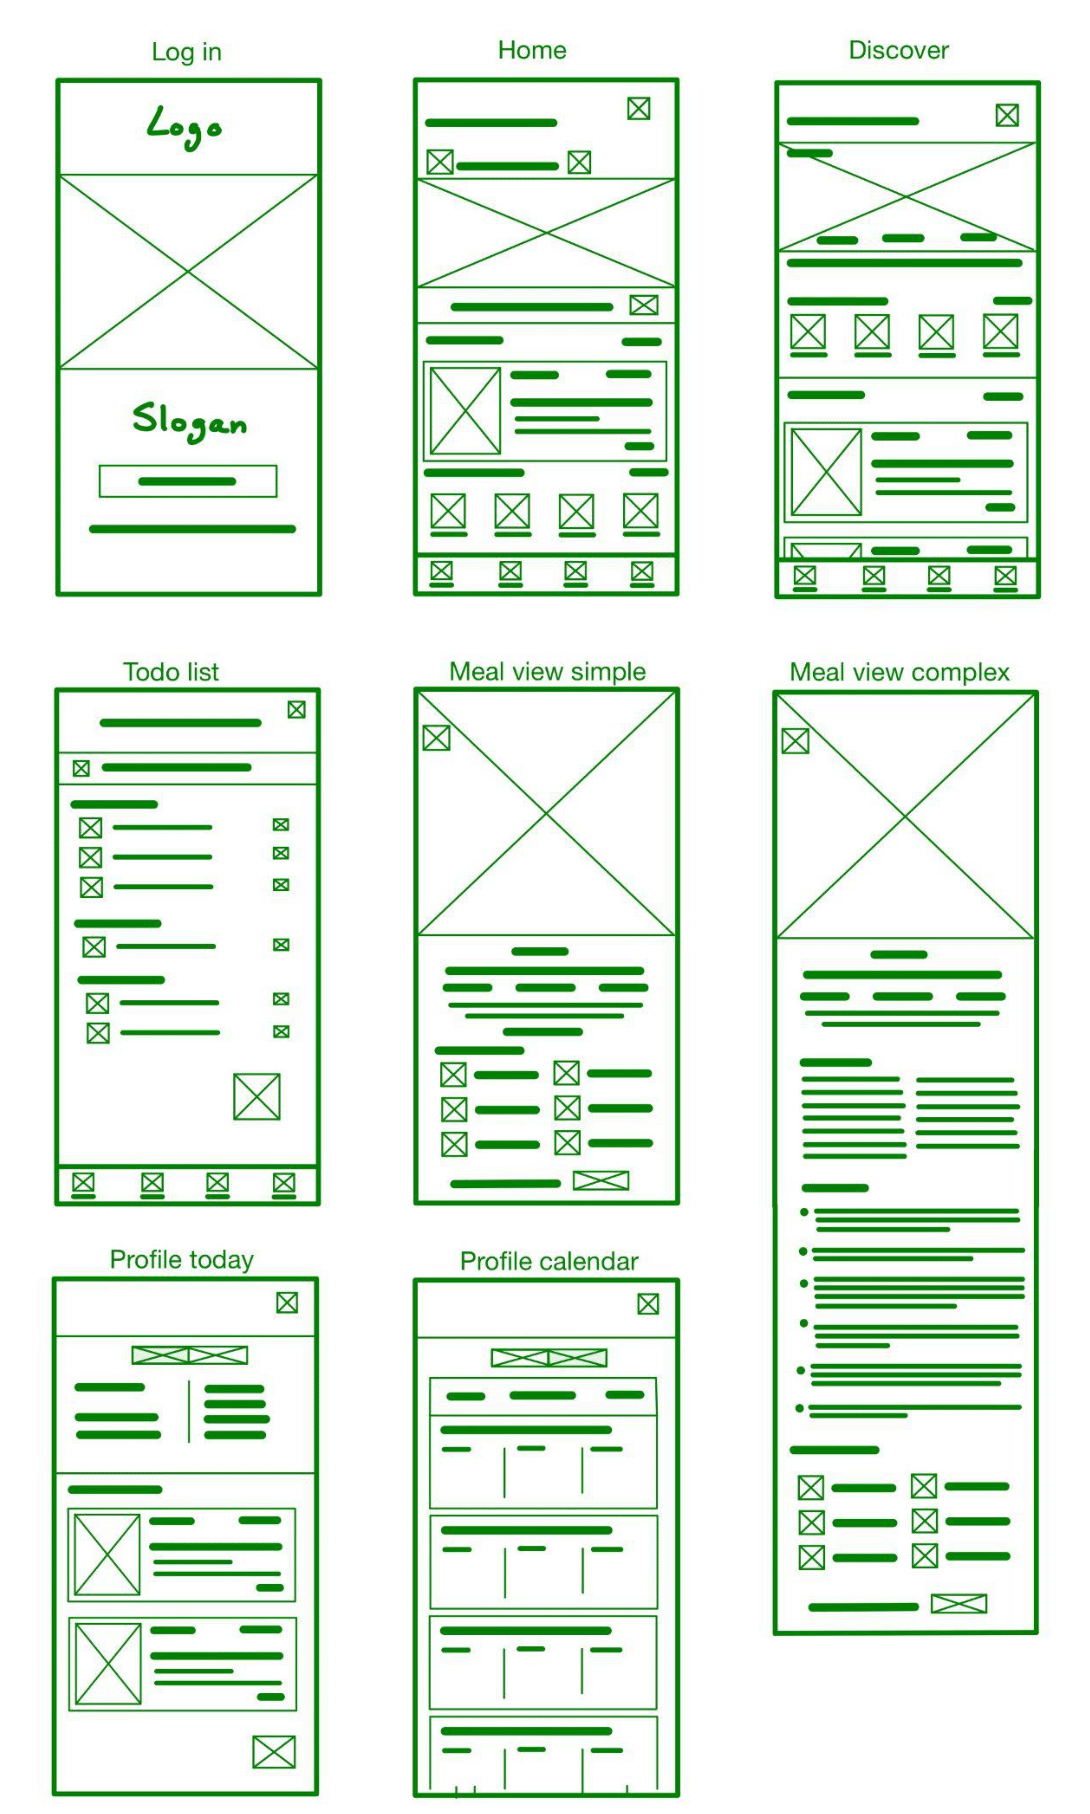 Log in
Home
Discover
Logo
Slogan
Todo list
Meal view simple
Meal view complex
Profile today
Profile calendar